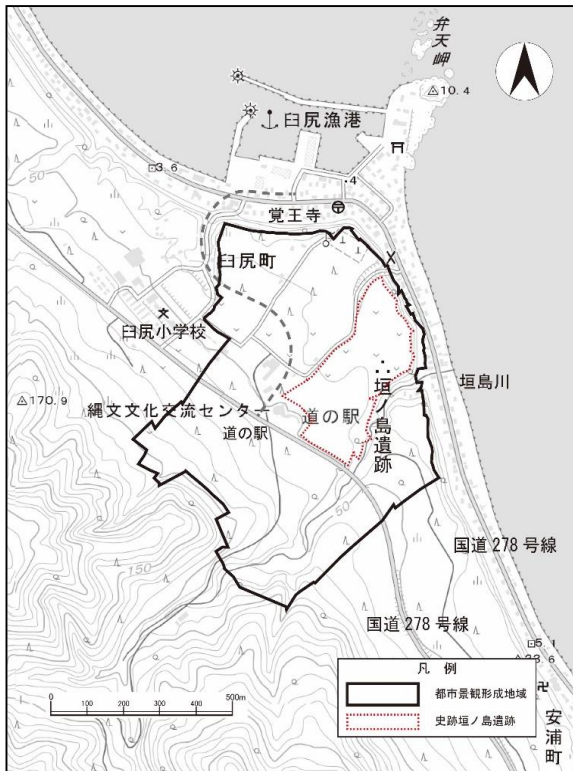 弁天岬
10.4
臼尻漁港
3.6
50
4
覚王寺
臼尻町
臼尻小学校
170.9
縄文文化交流センター
道の駅
道の駅
垣ノ島遺跡
垣島川
50
150
国道278号線
国道278号線
5.1
安浦町
0 100 200 300 400 500m
凡 例
都市景観形成地域
史跡垣ノ島遺跡